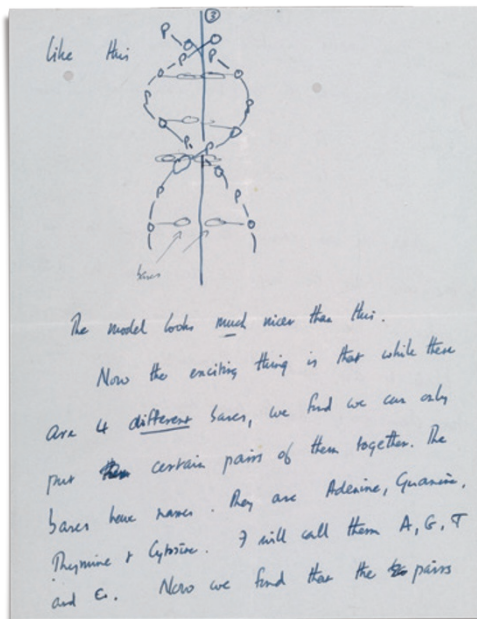 ③
like this
P P
P P
P P
P P
P P
bases
The model looks much nicer than this.
Now the exciting thing is that while there
are 4 different bases, we find we can only
put certain pairs of them together. The
bases have names. They are Adenine, Guanine,
Thymine & Cytosine. I will call them A, G, T
and C. Now we find that the pairs